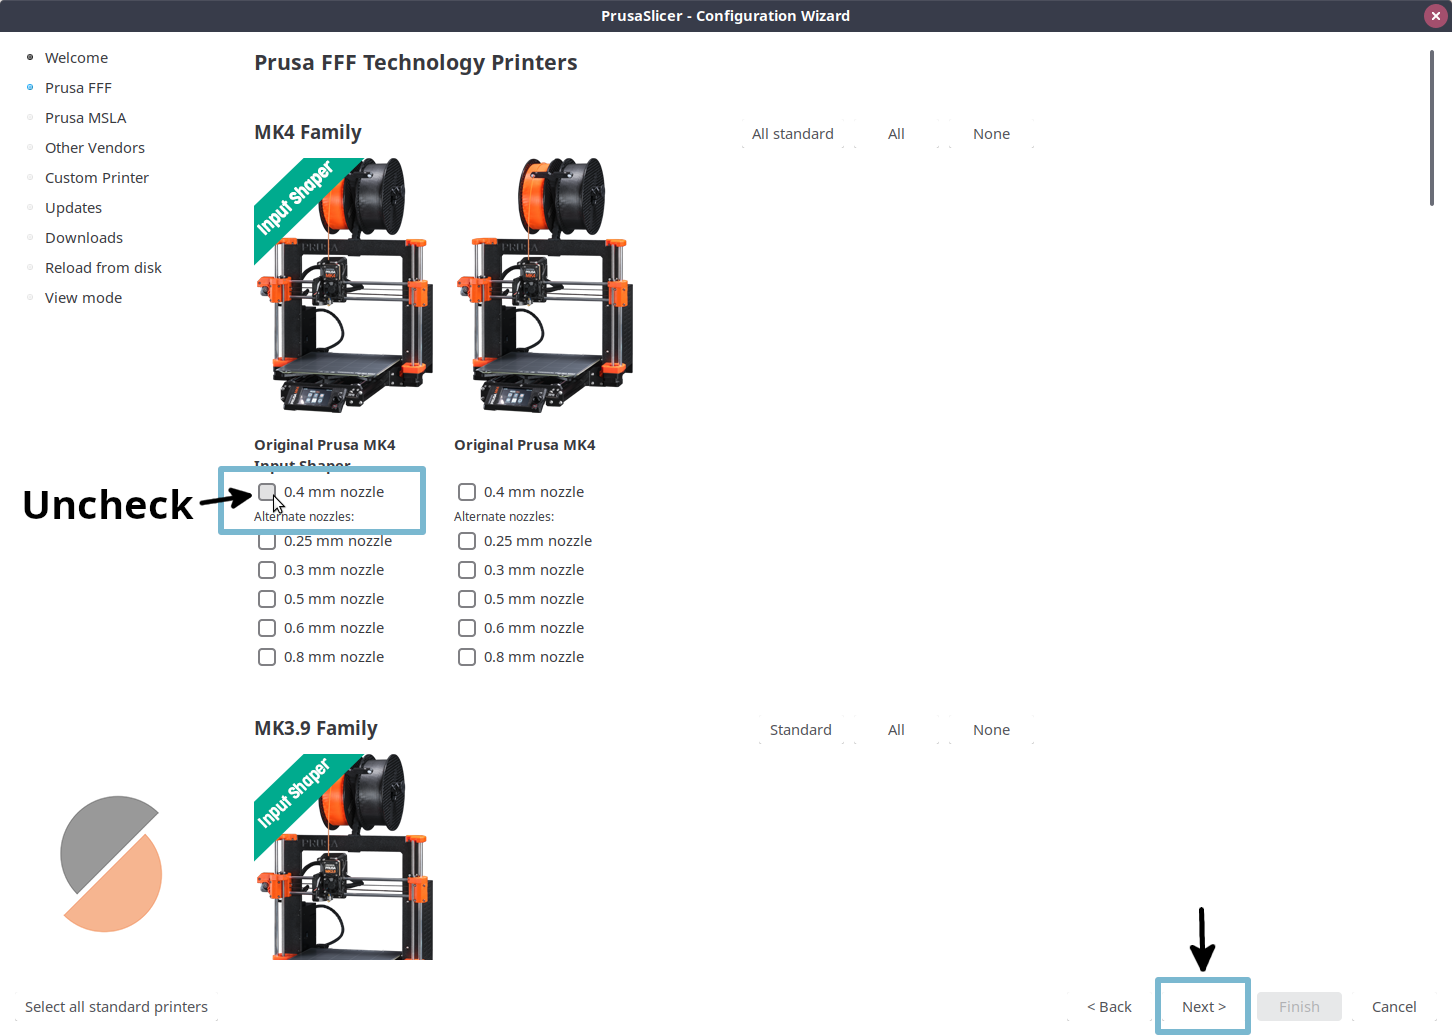 PrusaSlicer - Configuration Wizard
Welcome
Prusa FFF
Prusa MSLA
Other Vendors
Custom Printer
Updates
Downloads
Reload from disk
View mode
Prusa FFF Technology Printers
MK4 Family
All standard All None
Input Shaper
PRUSA
PRUSA
Original Prusa MK4
Input Shaper
Original Prusa MK4
Uncheck
0.4 mm nozzle
Alternate nozzles:
0.25 mm nozzle
0.3 mm nozzle
0.5 mm nozzle
0.6 mm nozzle
0.8 mm nozzle
0.4 mm nozzle
Alternate nozzles:
0.25 mm nozzle
0.3 mm nozzle
0.5 mm nozzle
0.6 mm nozzle
0.8 mm nozzle
MK3.9 Family
Standard All None
Input Shaper
PRUSA
Select all standard printers
< Back Next > Finish Cancel